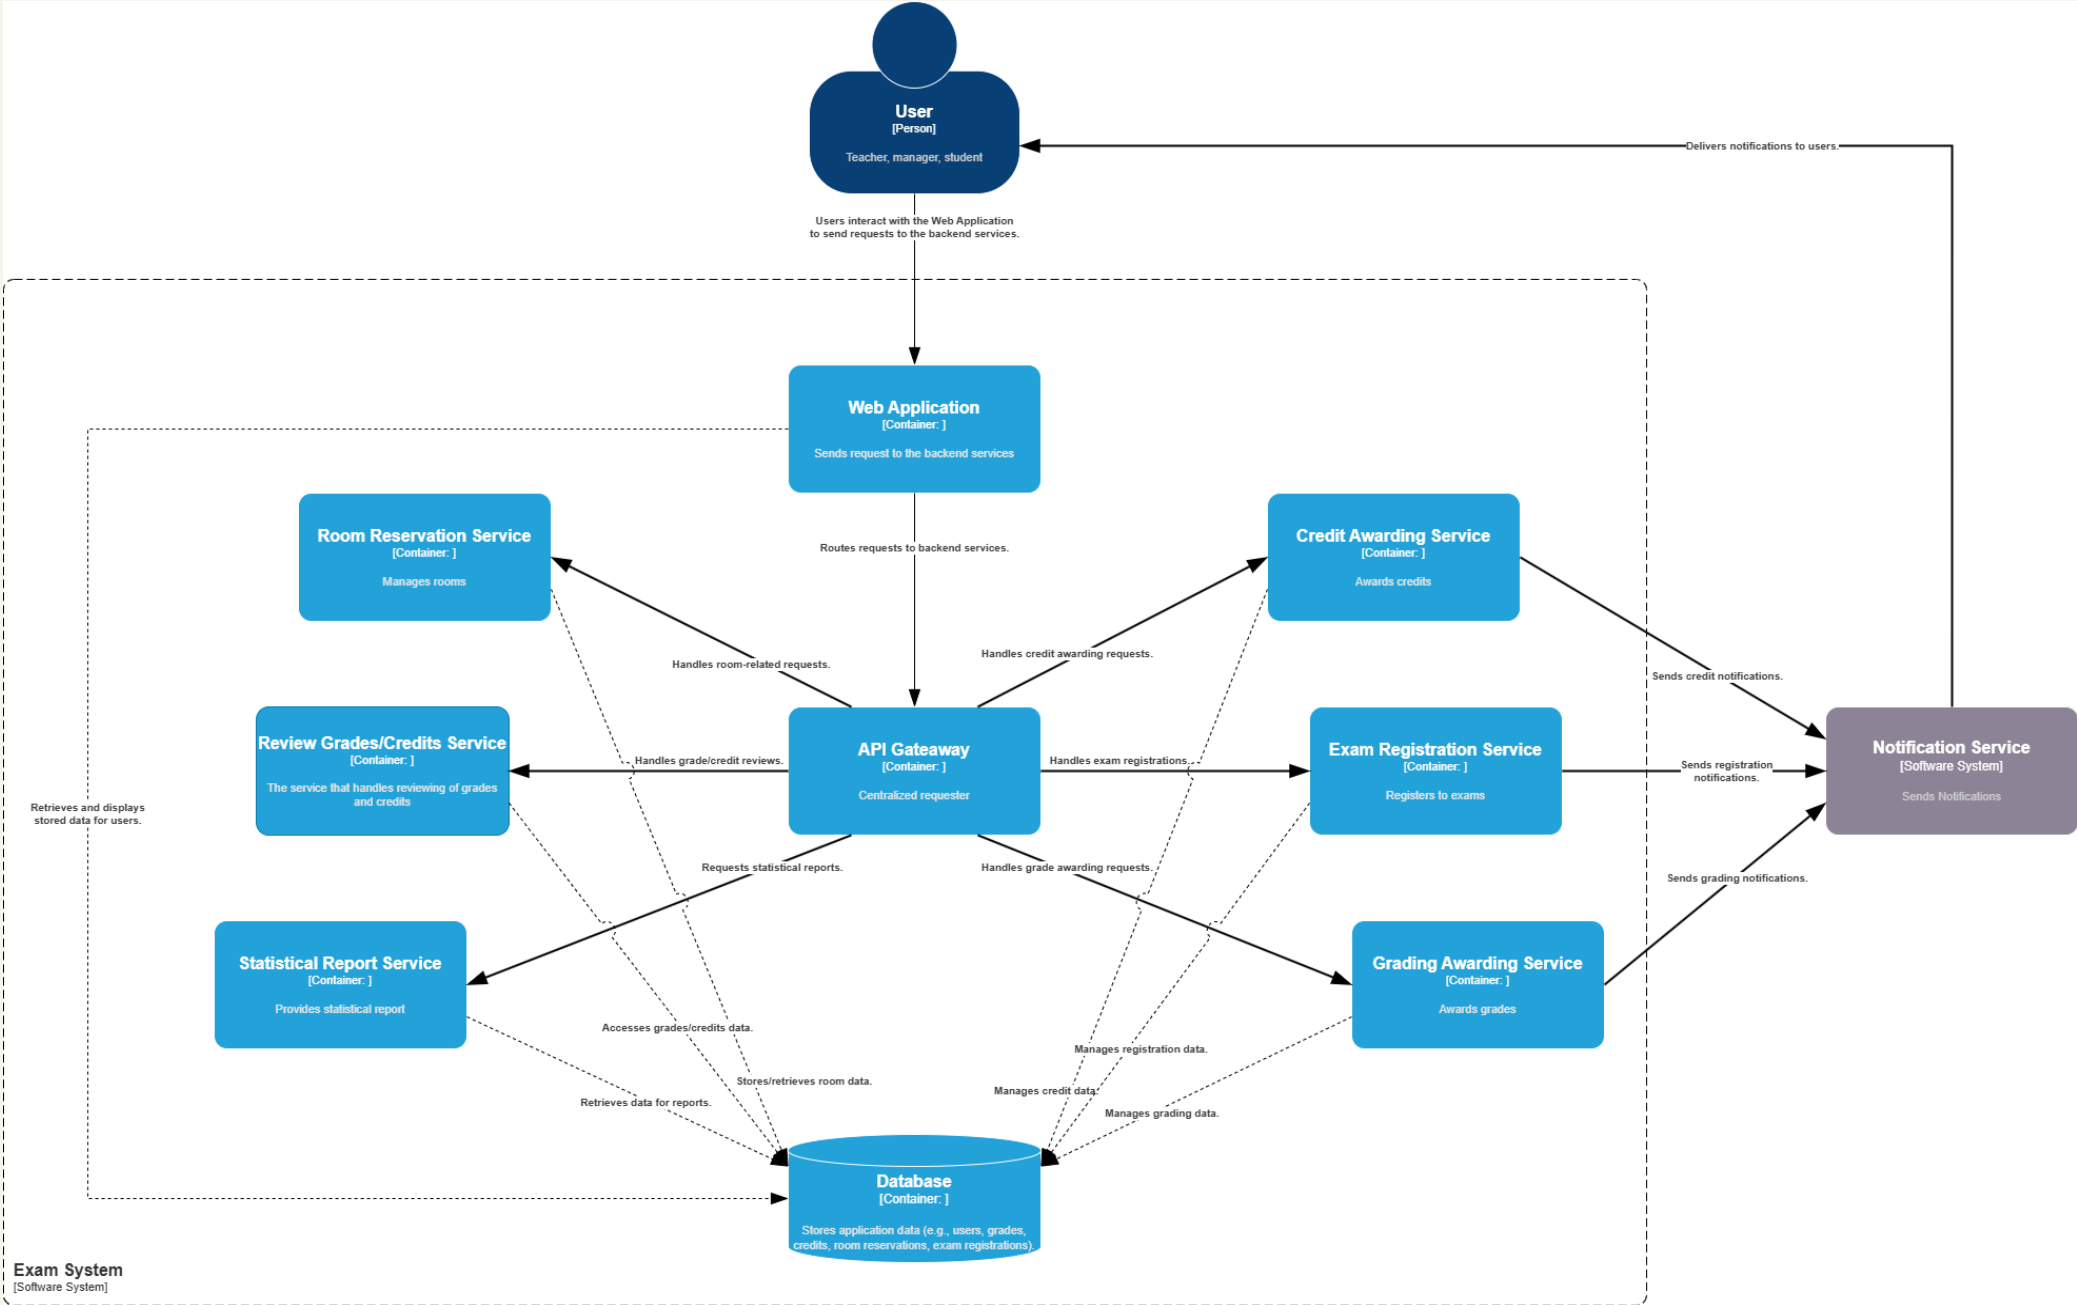 User
[Person]
Teacher, manager, student
Delivers notifications to users.
Users interact with the Web Application
to send requests to the backend services.
Web Application
[Container: ]
Sends request to the backend services
Room Reservation Service
[Container: ]
Manages rooms
Routes requests to backend services.
Credit Awarding Service
[Container: ]
Awards credits
Handles room-related requests.
Handles credit awarding requests.
Sends credit notifications.
Review Grades/Credits Service
[Container: ]
The service that handles reviewing of grades
and credits
Handles grade/credit reviews.
API Gateaway
[Container: ]
Centralized requester
Handles exam registrations.
Exam Registration Service
[Container: ]
Registers to exams
Sends registration
notifications.
Notification Service
[Software System]
Sends Notifications
Retrieves and displays
stored data for users.
Requests statistical reports.
Handles grade awarding requests.
Sends grading notifications.
Statistical Report Service
[Container: ]
Provides statistical report
Grading Awarding Service
[Container: ]
Awards grades
Accesses grades/credits data.
Manages registration data.
Stores/retrieves room data.
Manages credit data.
Retrieves data for reports.
Manages grading data.
Database
[Container: ]
Stores application data (e.g., users, grades,
credits, room reservations, exam registrations).
Exam System
[Software System]